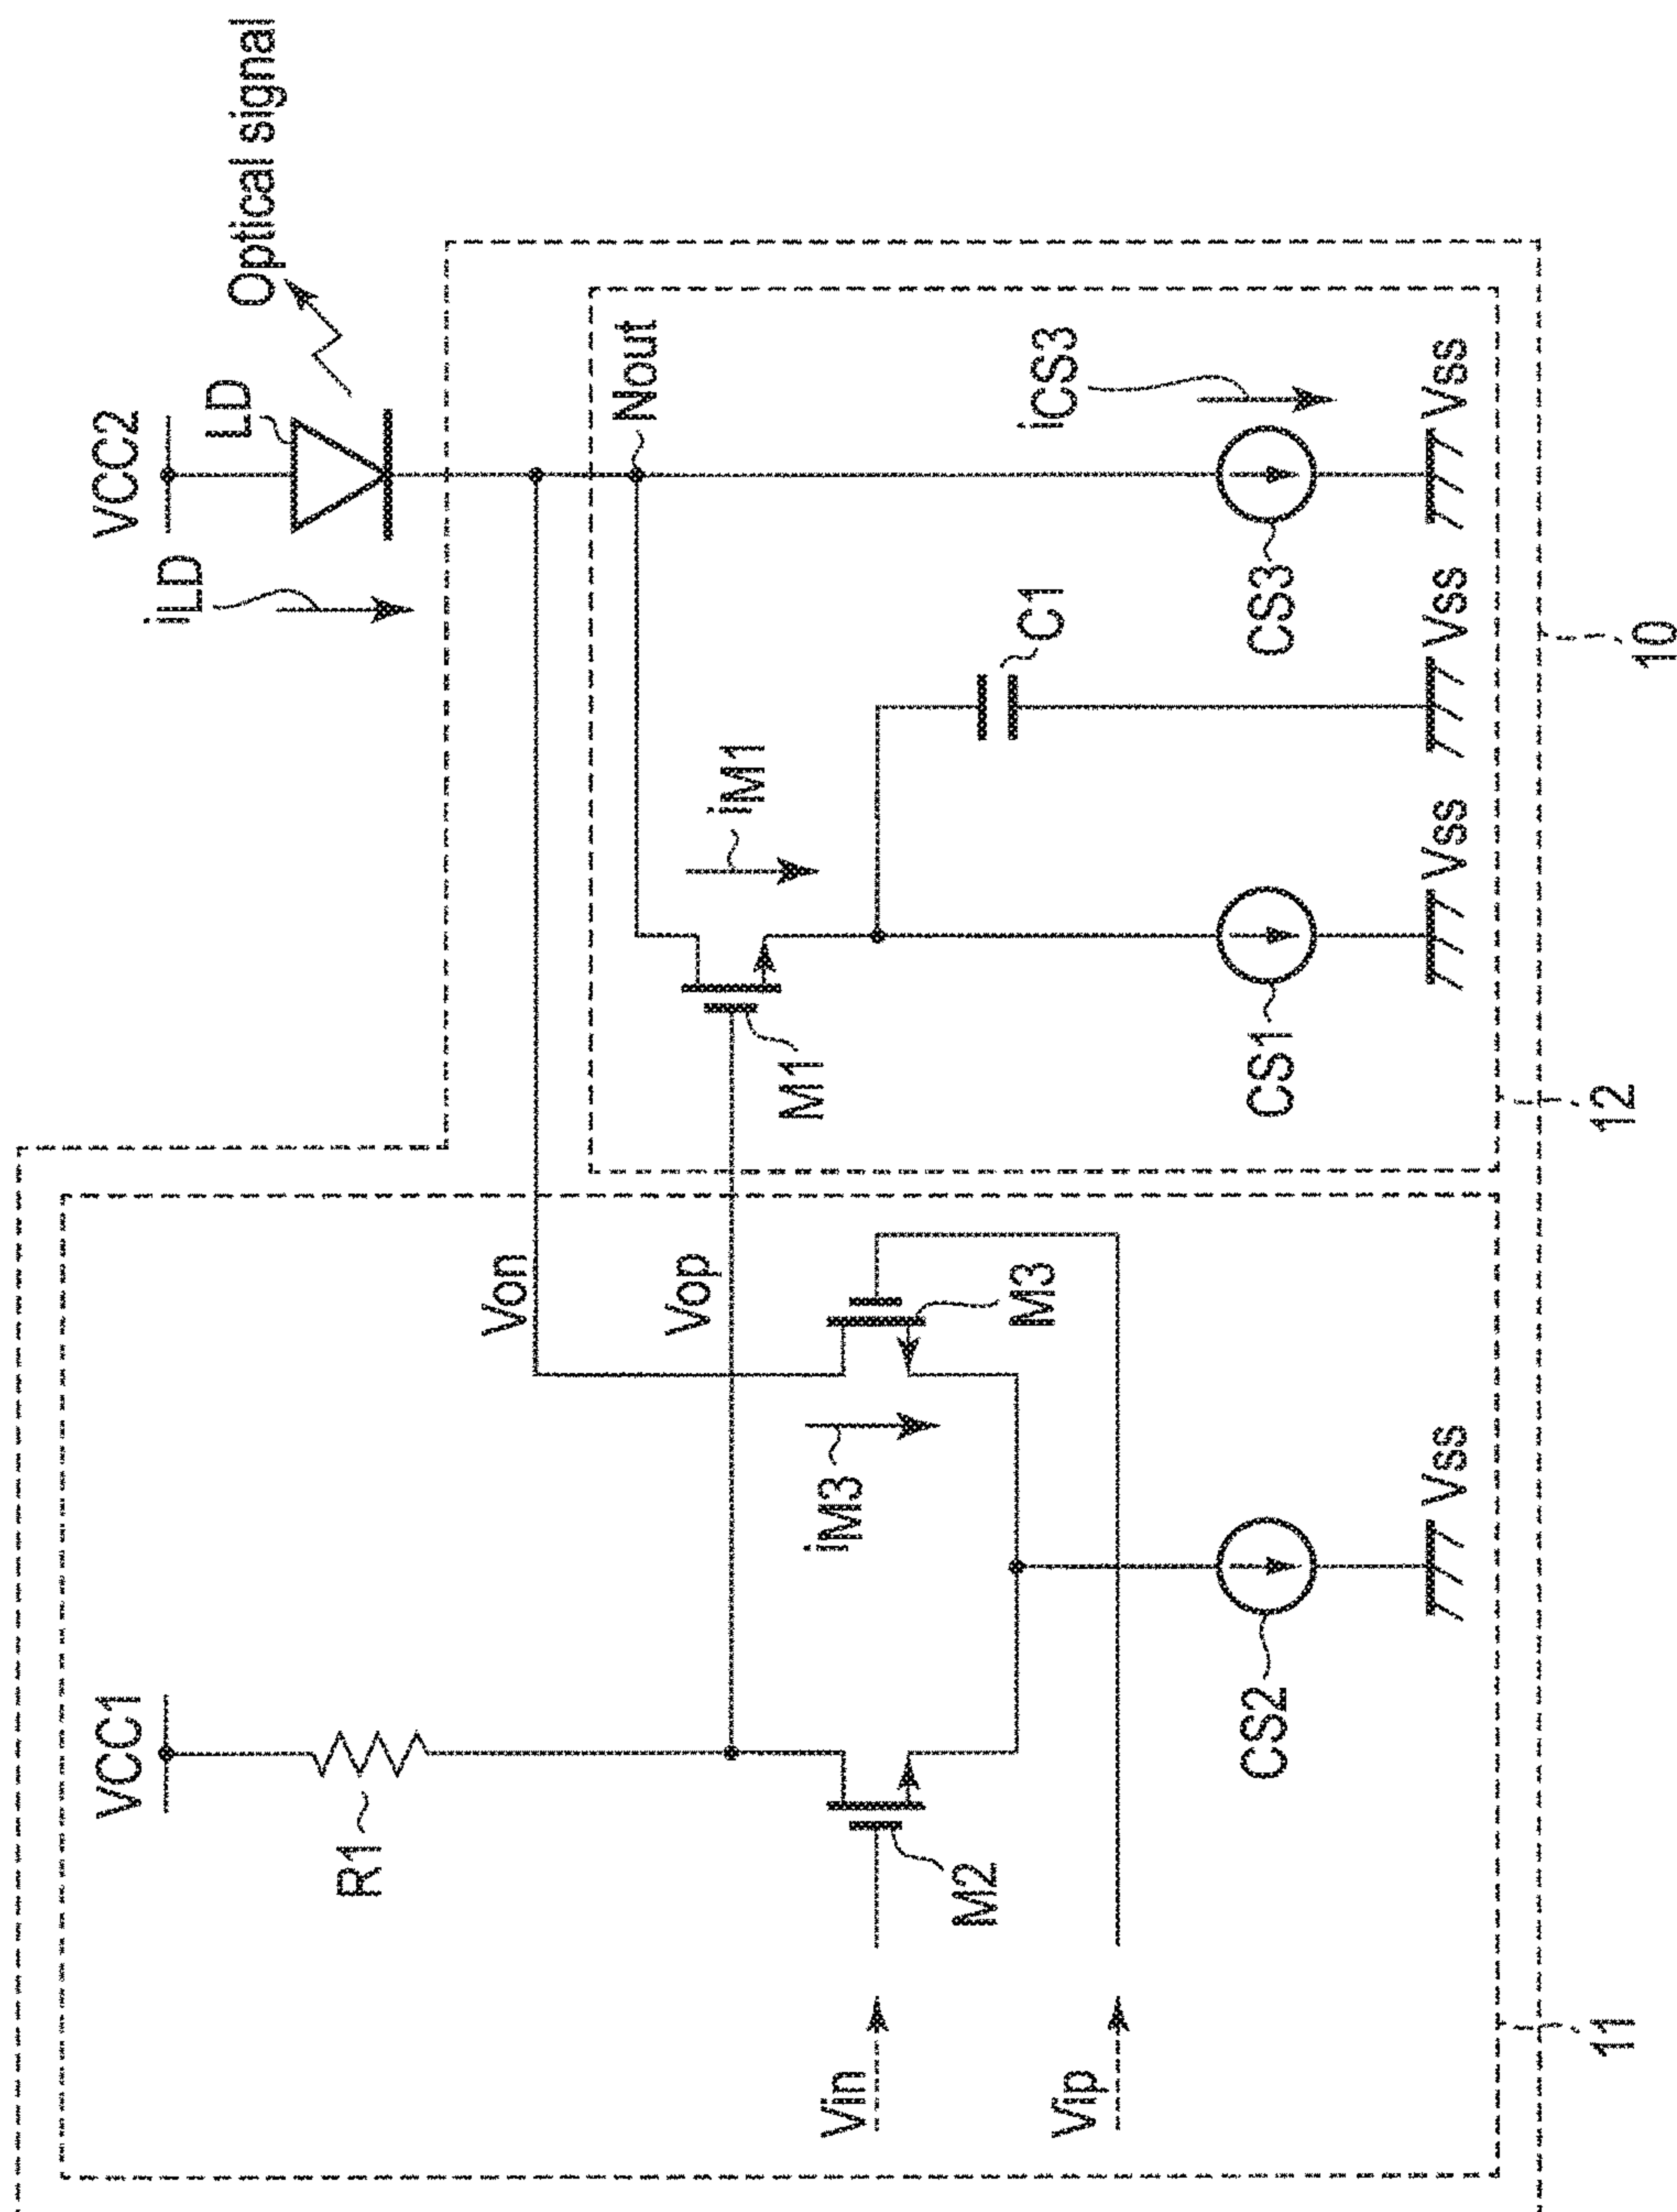 VCC1
R1
Vin
M2
Vip
CS2
Vss
11
Von
Vop
iM3
M3
VCC2
iLD
LD
Optical signal
Nout
M1
iM1
C1
CS1
Vss
CS3
Vss
iCS3
Vss
12
10